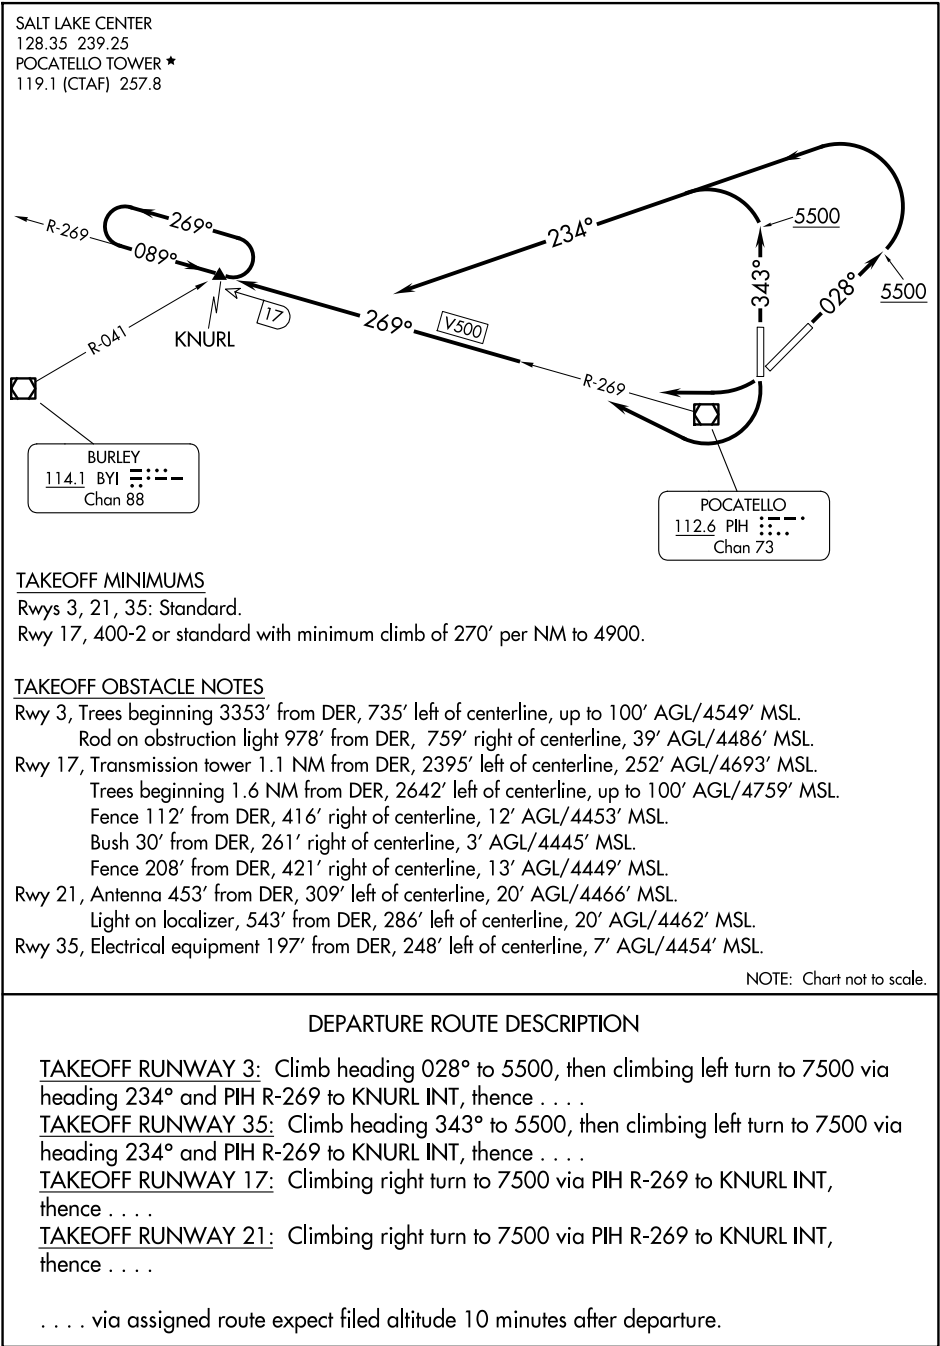 SALT LAKE CENTER
128.35 239.25
POCATELLO TOWER ★
119.1 (CTAF) 257.8
5500
343°
028°
5500
234°
269°
089°
R-269
KNURL
17
269°
V500
R-269
R-041
BURLEY
114.1 BYI
Chan 88
POCATELLO
112.6 PIH
Chan 73
TAKEOFF MINIMUMS
Rwys 3, 21, 35: Standard.
Rwy 17, 400-2 or standard with minimum climb of 270' per NM to 4900.
TAKEOFF OBSTACLE NOTES
Rwy 3, Trees beginning 3353' from DER, 735' left of centerline, up to 100' AGL/4549' MSL.
Rod on obstruction light 978' from DER, 759' right of centerline, 39' AGL/4486' MSL.
Rwy 17, Transmission tower 1.1 NM from DER, 2395' left of centerline, 252' AGL/4693' MSL.
Trees beginning 1.6 NM from DER, 2642' left of centerline, up to 100' AGL/4759' MSL.
Fence 112' from DER, 416' right of centerline, 12' AGL/4453' MSL.
Bush 30' from DER, 261' right of centerline, 3' AGL/4445' MSL.
Fence 208' from DER, 421' right of centerline, 13' AGL/4449' MSL.
Rwy 21, Antenna 453' from DER, 309' left of centerline, 20' AGL/4466' MSL.
Light on localizer, 543' from DER, 286' left of centerline, 20' AGL/4462' MSL.
Rwy 35, Electrical equipment 197' from DER, 248' left of centerline, 7' AGL/4454' MSL.
NOTE: Chart not to scale.
DEPARTURE ROUTE DESCRIPTION
TAKEOFF RUNWAY 3: Climb heading 028° to 5500, then climbing left turn to 7500 via
heading 234° and PIH R-269 to KNURL INT, thence . . . .
TAKEOFF RUNWAY 35: Climb heading 343° to 5500, then climbing left turn to 7500 via
heading 234° and PIH R-269 to KNURL INT, thence . . . .
TAKEOFF RUNWAY 17: Climbing right turn to 7500 via PIH R-269 to KNURL INT,
thence . . . .
TAKEOFF RUNWAY 21: Climbing right turn to 7500 via PIH R-269 to KNURL INT,
thence . . . .
. . . . via assigned route expect filed altitude 10 minutes after departure.